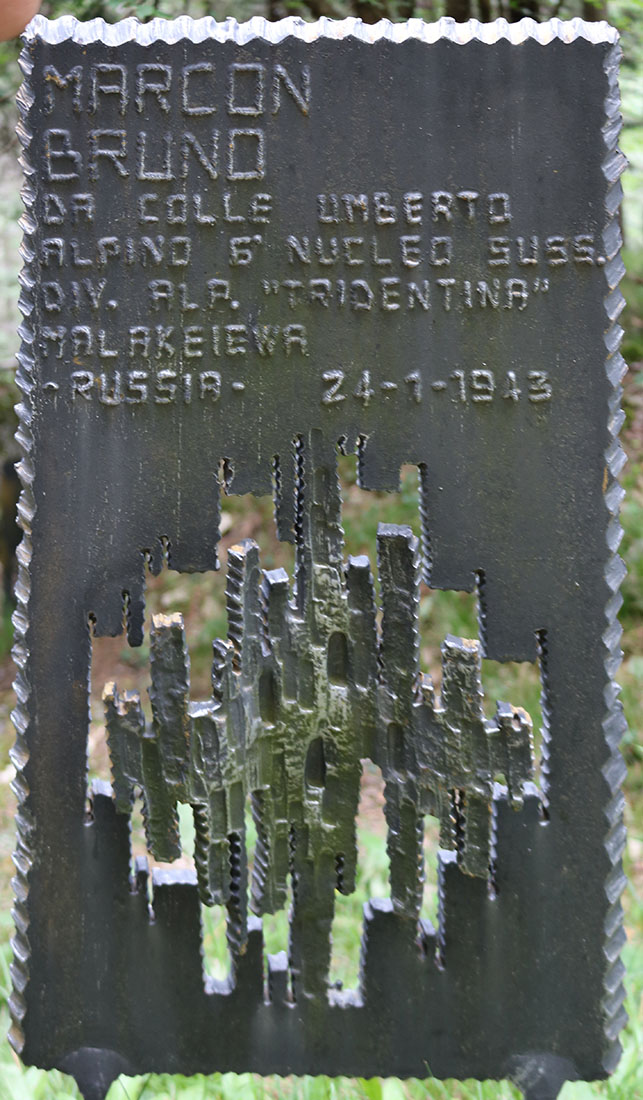 MARCON
BRUNO
DA COLLE UMBERTO
ALPINO 6° NUCLEO SUSS.
DIV. ALP. "TRIDENTINA"
MALAKEIEWA
-RUSSIA- 24-1-1943